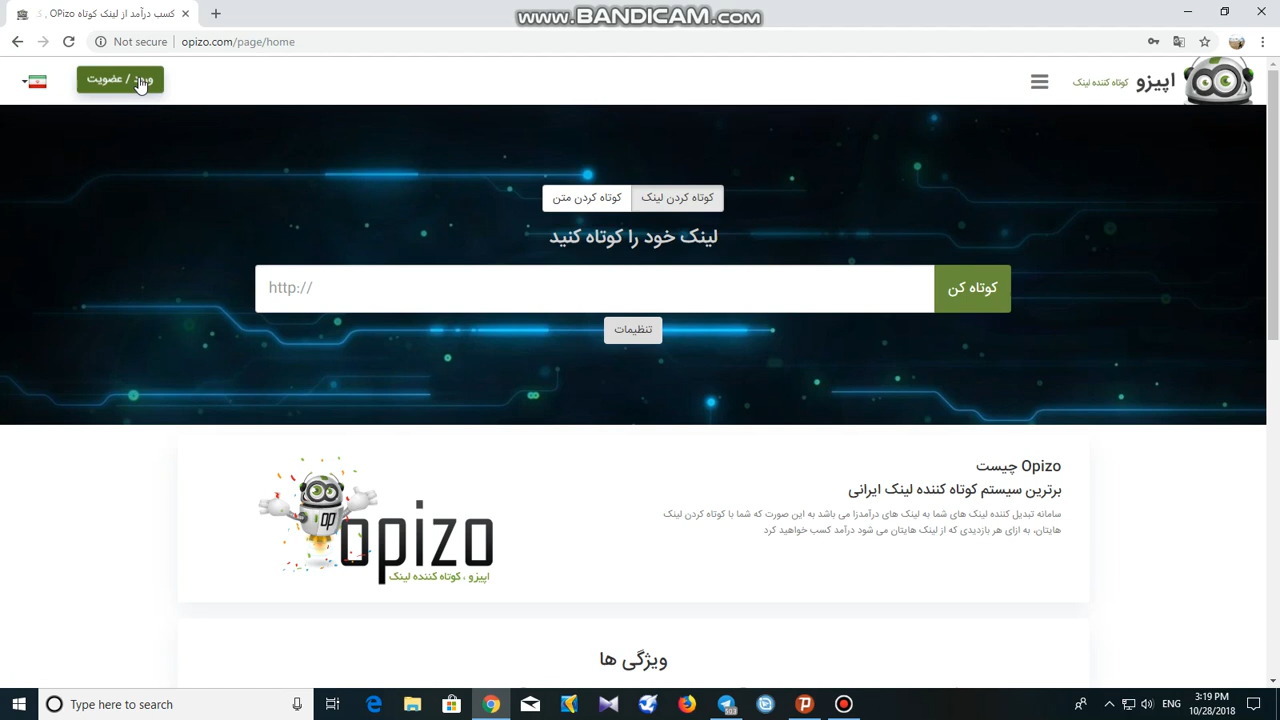 کسب درآمد از لینک کوتاه OPizo , ک
www.BANDICAM.com
Not secure
opizo.com/page/home
ورود / عضویت
اپیزو
کوتاه کننده لینک
کوتاه کردن لینک
کوتاه کردن متن
لینک خود را کوتاه کنید
http://
کوتاه کن
تنظیمات
Opizo چیست
برترین سیستم کوتاه کننده لینک ایرانی
سامانه تبدیل کننده لینک های شما به لینک های درآمدزا می باشد به این صورت که شما با کوتاه کردن لینک
هایتان، به ازای هر بازدیدی که از لینک هایتان می شود درآمد کسب خواهید کرد
op
opizo
اپیزو ، کوتاه کننده لینک
ویژگی ها
Type here to search
103
ENG
3:19 PM
10/28/2018